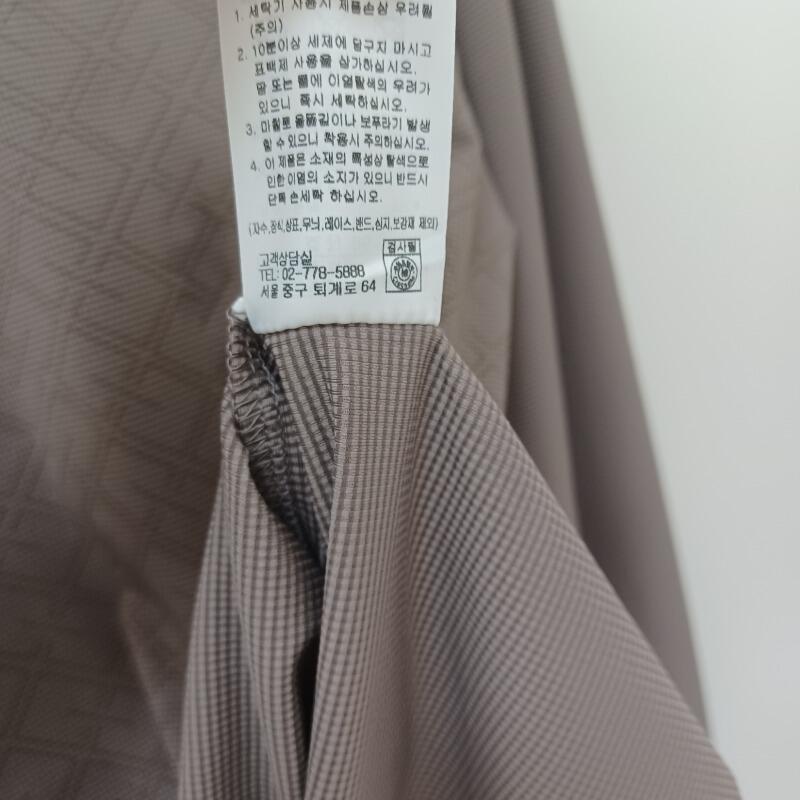 1. 세탁기 사용시 제품손상 우려됨
(주의)
2. 10분이상 세제에 담구지 마시고
표백제 사용을 삼가하십시오.
땀 또는 물에 이염탈색의 우려가
있으니 즉시 세탁하십시오.
3. 마찰로 올뜯김이나 보푸라기 발생
할 수 있으니 착용시 주의하십시오.
4. 이 제품은 소재의 특성상 탈색으로
인한 이염의 소지가 있으니 반드시
단독 손세탁 하십시오.
(자수,장식,상표,무늬,레이스,밴드,심지,보강재 제외)
검사필
고객상담실
TEL: 02-778-5888
서울 중구 퇴계로 64